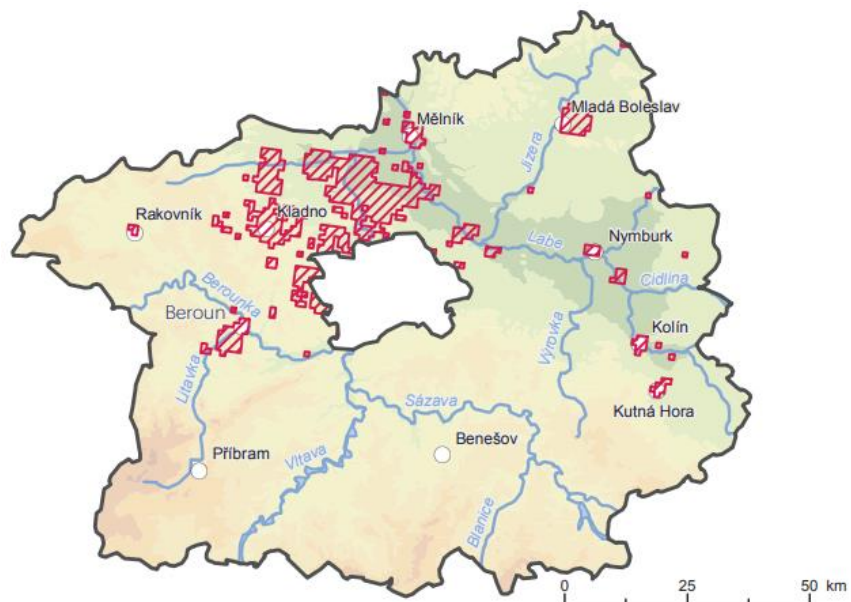 Mělník
Mladá Boleslav
Jizera
Rakovník
Kladno
Labe
Nymburk
Cidlina
Berounka
Beroun
Kolín
Výrovka
Litavka
Sázava
Kutná Hora
Příbram
Vltava
Benešov
Blanice
0 25 50 km